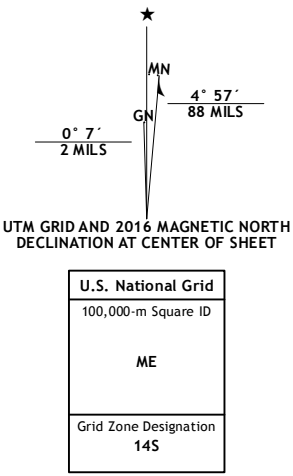 ★
MN
4° 57´
GN
88 MILS
0° 7´
2 MILS
UTM GRID AND 2016 MAGNETIC NORTH
DECLINATION AT CENTER OF SHEET
U.S. National Grid
100,000-m Square ID
ME
Grid Zone Designation
14S